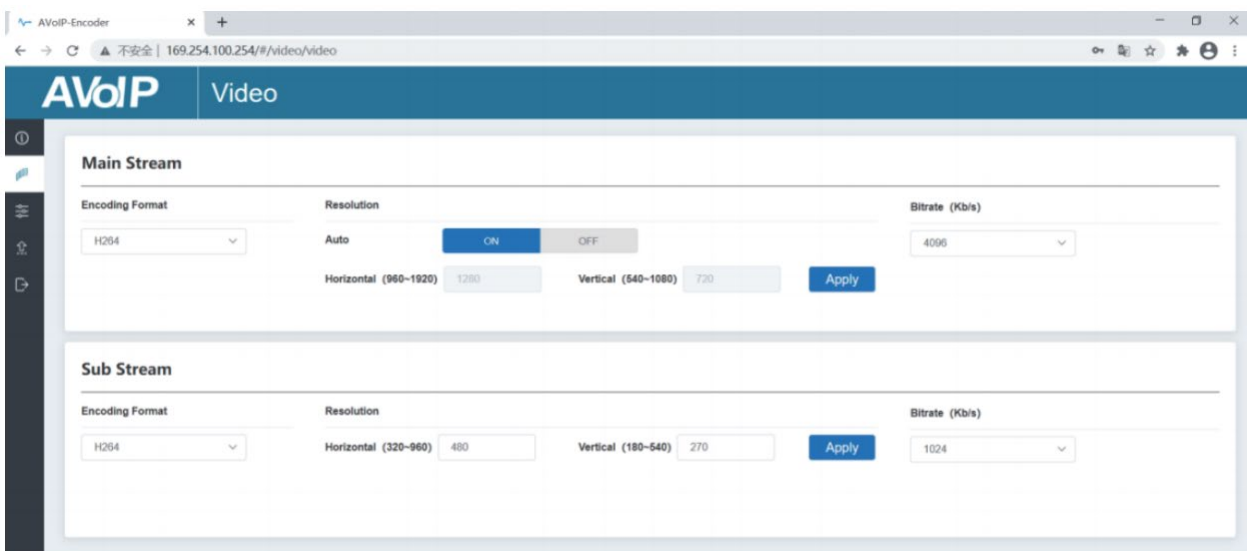 AVoIP-Encoder
不安全 | 169.254.100.254/#/video/video
AVoIP Video
Main Stream
Encoding Format Resolution Bitrate (Kb/s)
H264 Auto ON OFF 4096
Horizontal (960~1920) 1280 Vertical (540~1080) 720 Apply
Sub Stream
Encoding Format Resolution Bitrate (Kb/s)
H264 Horizontal (320~960) 480 Vertical (180~540) 270 Apply 1024